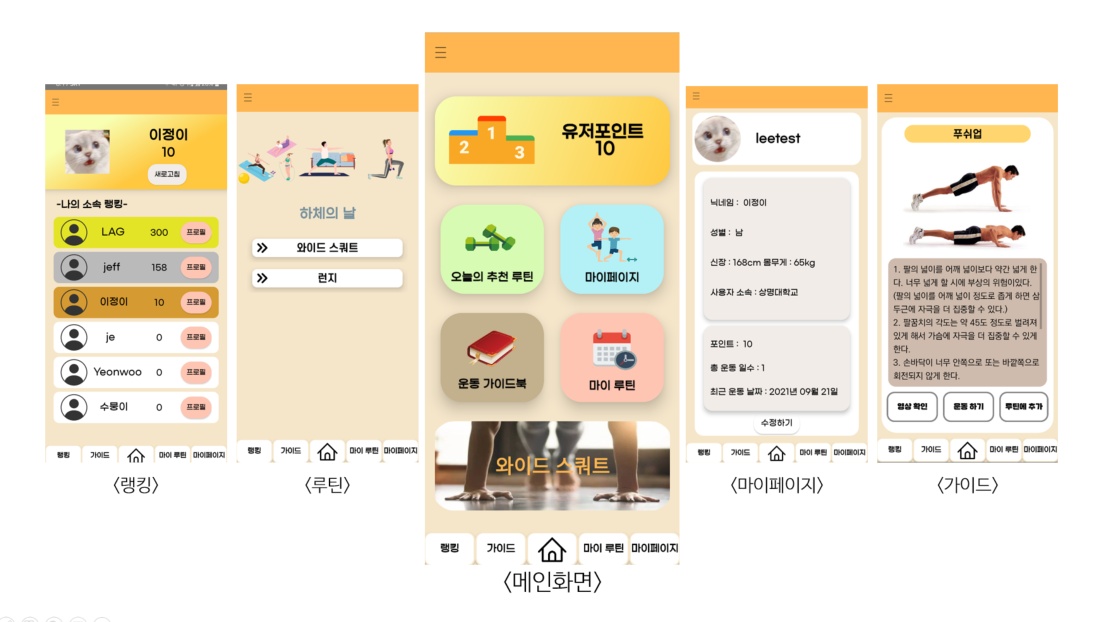 이정이
10
새로고침
-나의 소속 랭킹-
LAG 300 프로필
jeff 158 프로필
이정이 10 프로필
je 0 프로필
Yeonwoo 0 프로필
수뭉이 0 프로필
랭킹 가이드 마이 루틴 마이페이지
〈랭킹〉
하체의 날
와이드 스쿼트
런지
랭킹 가이드 마이 루틴 마이페이지
〈루틴〉
1
2
3
유저포인트
10
오늘의 추천 루틴
마이페이지
운동 가이드북
마이 루틴
와이드 스쿼트
랭킹 가이드 마이 루틴 마이페이지
〈메인화면〉
leetest
닉네임 : 이정이
성별 : 남
신장 : 168cm 몸무게 : 65kg
사용자 소속 : 상명대학교
포인트 : 10
총 운동 일수 : 1
최근 운동 날짜 : 2021년 09월 21일
수정하기
랭킹 가이드 마이 루틴 마이페이지
〈마이페이지〉
푸쉬업
1. 팔의 넓이를 어깨 넓이보다 약간 넓게 한
다. 너무 넓게 할 시에 부상의 위험이있다.
(팔의 넓이를 어깨 넓이 정도로 좁게 하면 삼
두근에 자극을 더 집중할 수 있다.)
2. 팔꿈치의 각도는 약 45도 정도로 벌려져
있게 해서 가슴에 자극을 더 집중할 수 있게
한다.
3. 손바닥이 너무 안쪽으로 또는 바깥쪽으로
회전되지 않게 한다.
영상 확인 운동 하기 루틴에 추가
랭킹 가이드 마이 루틴 마이페이지
〈가이드〉